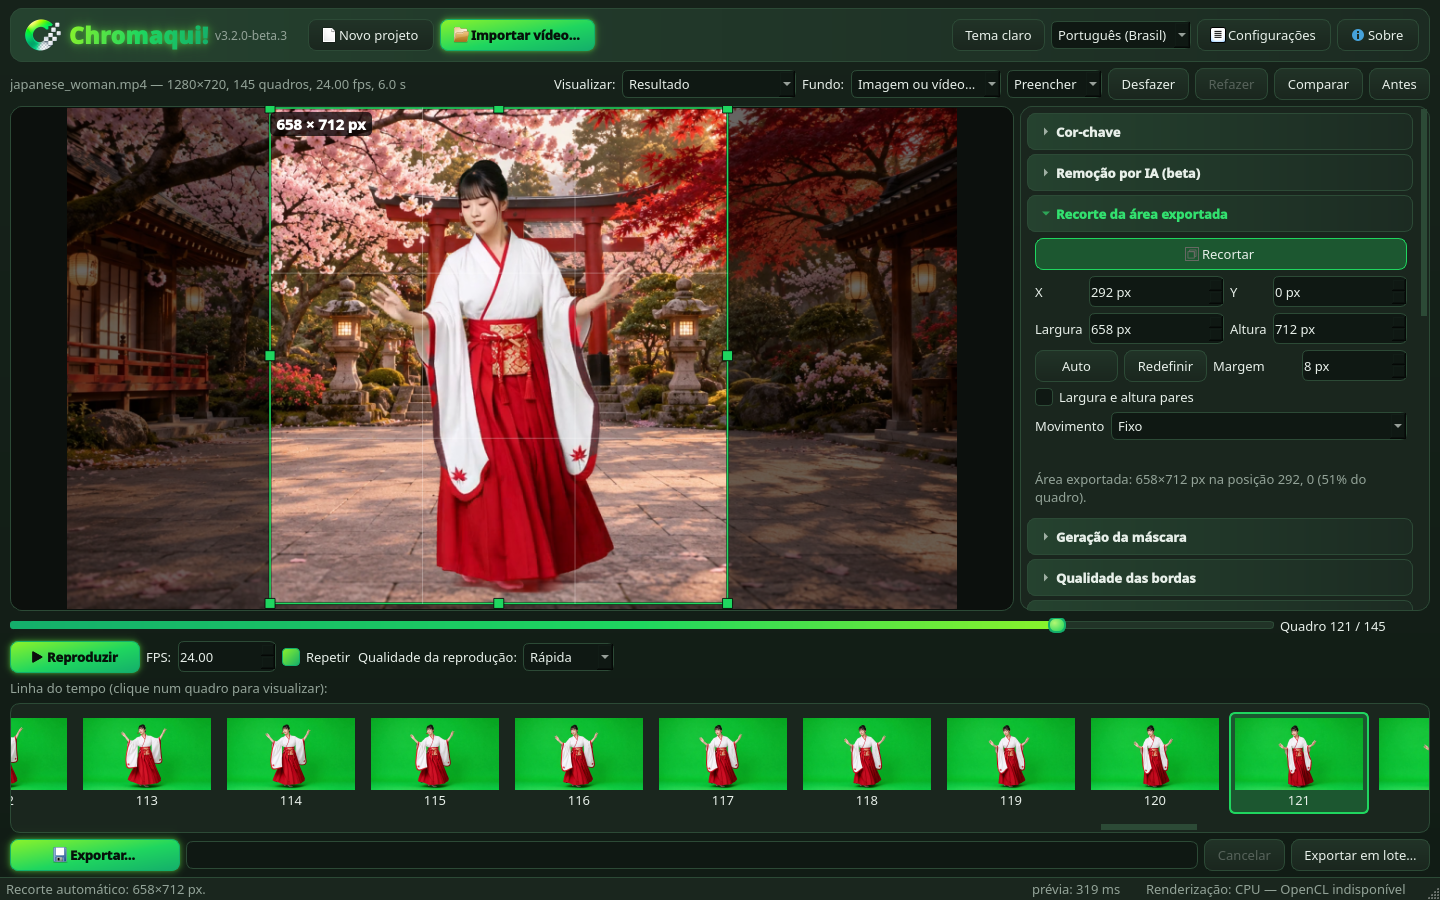 Chromaqui! v3.2.0-beta.3 Novo projeto Importar vídeo... Tema claro Português (Brasil) Configurações Sobre
japanese_woman.mp4 — 1280×720, 145 quadros, 24.00 fps, 6.0 s Visualizar: Resultado Fundo: Imagem ou vídeo... Preencher Desfazer Refazer Comparar Antes
658 × 712 px
Cor-chave
Remoção por IA (beta)
Recorte da área exportada
Recortar
X 292 px Y 0 px
Largura 658 px Altura 712 px
Auto Redefinir Margem 8 px
Largura e altura pares
Movimento Fixo
Área exportada: 658×712 px na posição 292, 0 (51% do
quadro).
Geração da máscara
Qualidade das bordas
Quadro 121 / 145
Reproduzir FPS: 24.00 Repetir Qualidade da reprodução: Rápida
Linha do tempo (clique num quadro para visualizar):
113 114 115 116 117 118 119 120 121
Exportar... Cancelar Exportar em lote...
Recorte automático: 658×712 px. prévia: 319 ms Renderização: CPU — OpenCL indisponível